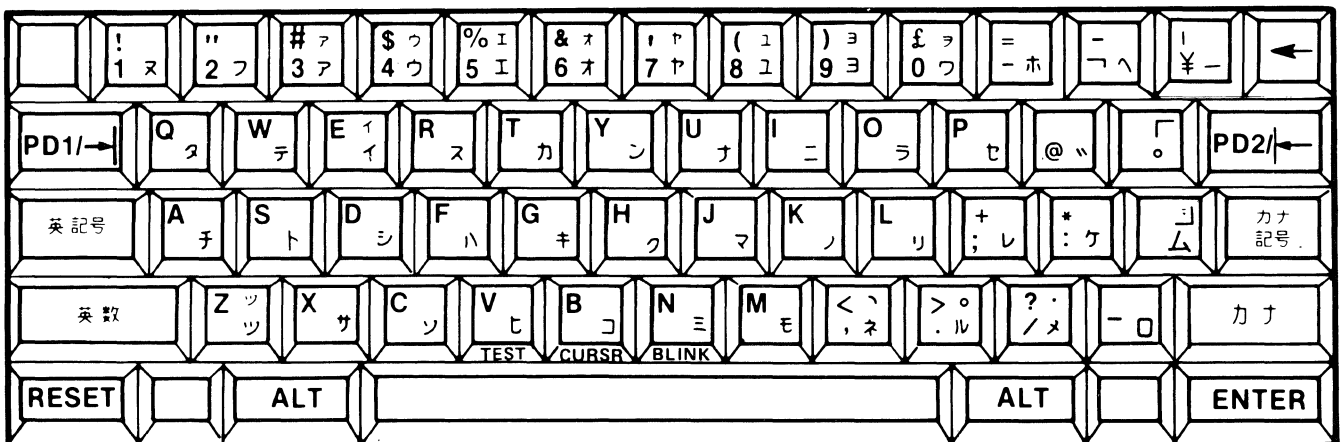 ! " # ァ $ ゥ % ェ & ォ ' ャ ( ュ ) ョ £ ヲ = ¯ |
1 ヌ 2 フ 3 ア 4 ウ 5 エ 6 オ 7 ヤ 8 ユ 9 ヨ 0 ワ - ホ ¬ ヘ ¥ ー ←
PD1/→| Q タ W テ E ィ イ R ス T カ Y ン U ナ I ニ O ラ P セ @ ゛ 「 ゜ PD2/|←
英記号 A チ S ト D シ F ハ G キ H ク J マ K ノ L リ + ; レ * : ケ 」 ム カナ記号
英数 Z ッ ツ X サ C ソ V ヒ B コ N ミ M モ < 、 , ネ > 。 . ル ? ・ / メ _ ロ カナ
TEST CURSR BLINK
RESET ALT ALT ENTER